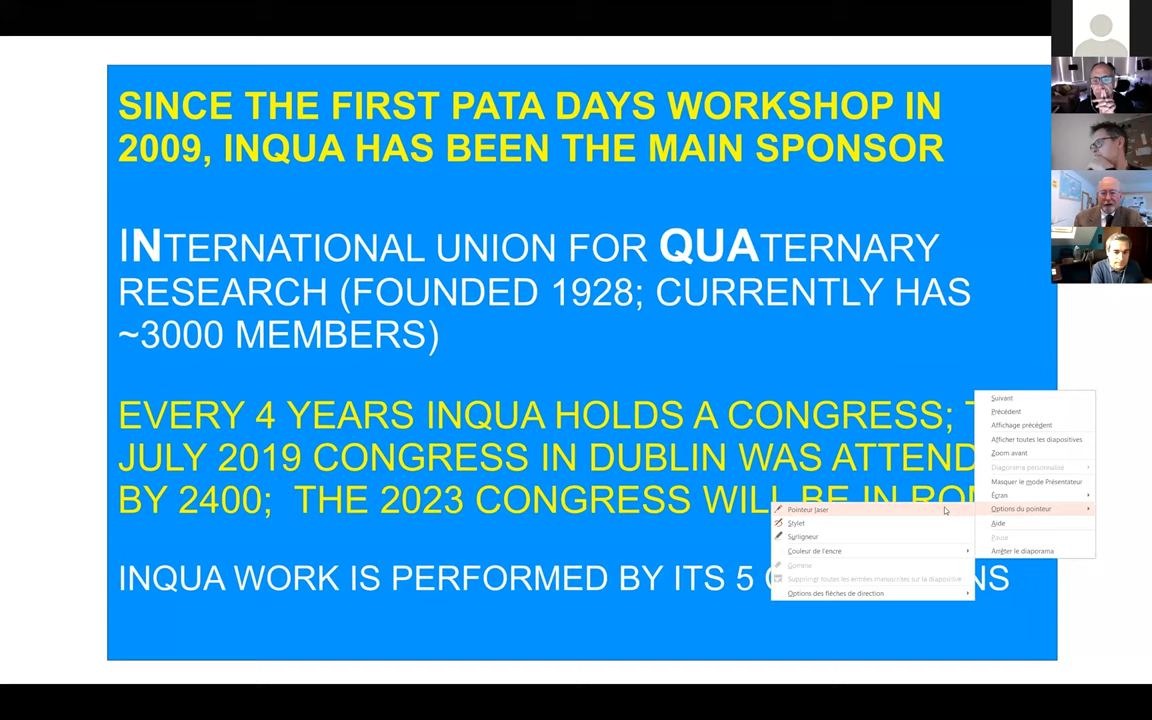 SINCE THE FIRST PATA DAYS WORKSHOP IN
2009, INQUA HAS BEEN THE MAIN SPONSOR
INTERNATIONAL UNION FOR QUATERNARY
RESEARCH (FOUNDED 1928; CURRENTLY HAS
~3000 MEMBERS)
EVERY 4 YEARS INQUA HOLDS A CONGRESS;
JULY 2019 CONGRESS IN DUBLIN WAS ATTEND
BY 2400; THE 2023 CONGRESS WILL BE IN
INQUA WORK IS PERFORMED BY ITS 5
Suivant
Précédent
Affichage précédent
Afficher toutes les diapositives
Zoom avant
Diaporama personnalisé
Masquer le mode Présentateur
Écran
Options du pointeur
Aide
Pause
Arrêter le diaporama
Pointeur laser
Stylet
Surligneur
Couleur de l'encre
Gomme
Supprimer toutes les entrées manuscrites sur la diapositive
Options des flèches de direction